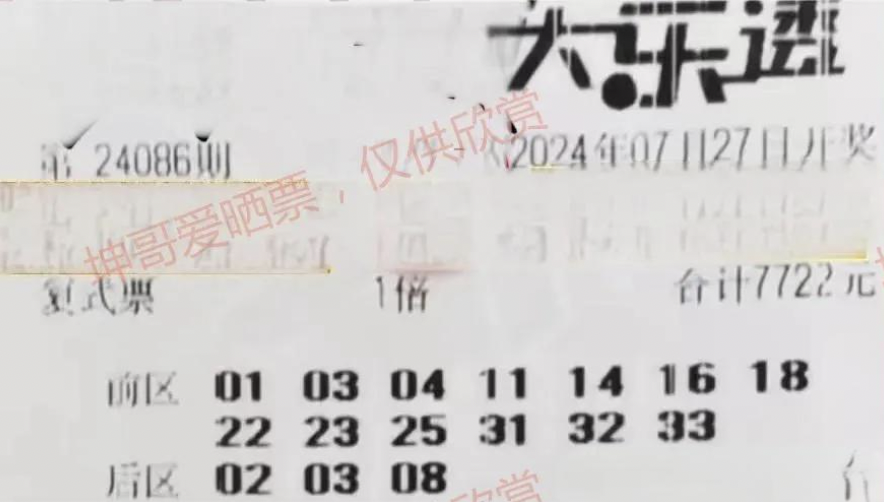 大乐透
第 24086期
2024年07月27日开奖
坤哥爱晒票，仅供欣赏
复式票 1倍 合计7722元
前区 01 03 04 11 14 16 18
22 23 25 31 32 33
后区 02 03 08
欣赏